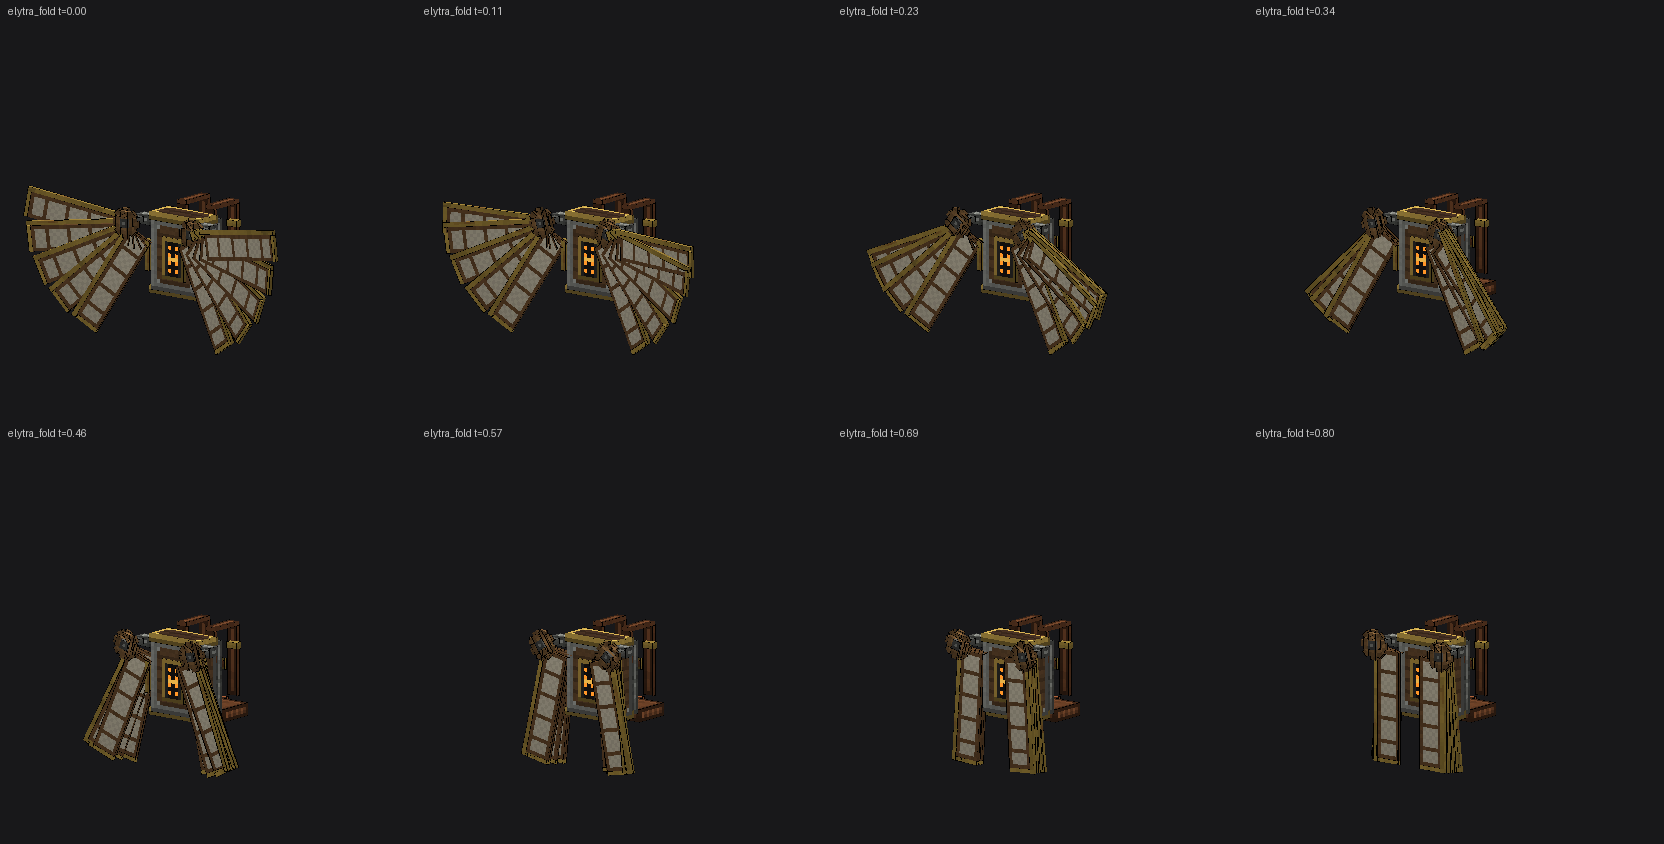 elytra_fold t=0.00
elytra_fold t=0.11
elytra_fold t=0.23
elytra_fold t=0.34
elytra_fold t=0.46
elytra_fold t=0.57
elytra_fold t=0.69
elytra_fold t=0.80